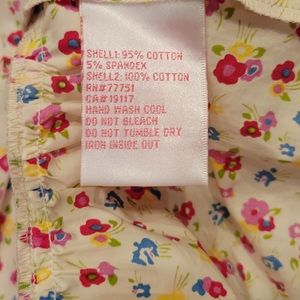 SHELL1: 95% COTTON
5% SPANDEX
SHELL2: 100% COTTON
RN#77751
CA#19117
HAND WASH COOL
DO NOT BLEACH
DO NOT TUMBLE DRY
IRON INSIDE OUT